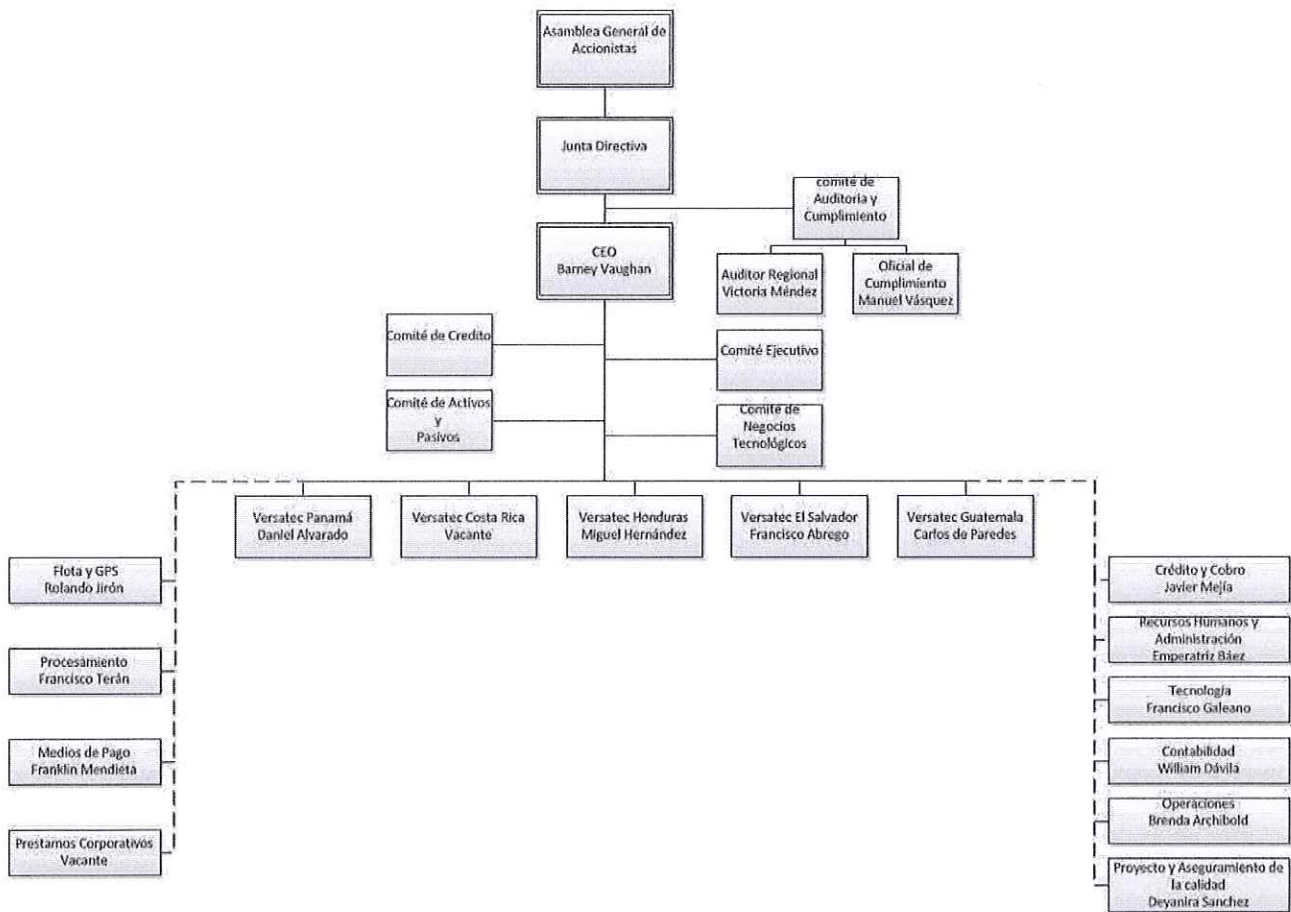 Asamblea General de
Accionistas
Junta Directiva
comité de
Auditoria y
Cumplimiento
CEO
Barney Vaughan
Auditor Regional
Victoria Méndez
Oficial de
Cumplimiento
Manuel Vásquez
Comité de Credito
Comité Ejecutivo
Comité de Activos
y
Pasivos
Comité de
Negocios
Tecnológicos
Versatec Panamá
Daniel Alvarado
Versatec Costa Rica
Vacante
Versatec Honduras
Miguel Hernández
Versatec El Salvador
Francisco Abrego
Versatec Guatemala
Carlos de Paredes
Flota y GPS
Rolando Jirón
Procesamiento
Francisco Terán
Medios de Pago
Franklin Mendieta
Prestamos Corporativos
Vacante
Crédito y Cobro
Javier Mejía
Recursos Humanos y
Administración
Emperatriz Báez
Tecnología
Francisco Galeano
Contabilidad
William Dávila
Operaciones
Brenda Archibold
Proyecto y Aseguramiento de
la calidad
Deyanira Sanchez